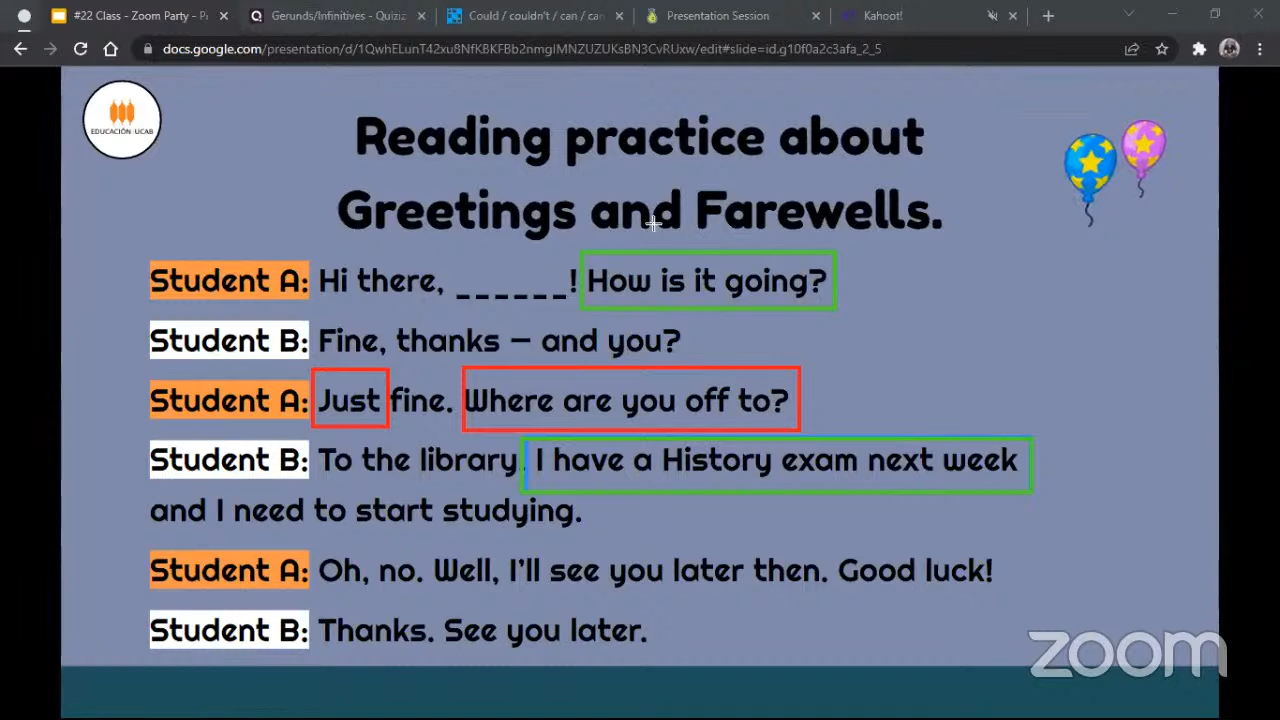 #22 Class - Zoom Party - P
Gerunds/Infinitives - Quiziz
Could / couldn't / can / can
Presentation Session
Kahoot!
docs.google.com/presentation/d/1QwhELunT42xu8NfKBKFBb2nmgIMNZUZUKsBN3CvRUxw/edit#slide=id.g10f0a2c3afa_2_5
EDUCACIÓN UCAB
Reading practice about
Greetings and Farewells.
Student A: Hi there, ______! How is it going?
Student B: Fine, thanks – and you?
Student A: Just fine. Where are you off to?
Student B: To the library. I have a History exam next week
and I need to start studying.
Student A: Oh, no. Well, I'll see you later then. Good luck!
Student B: Thanks. See you later.
zoom